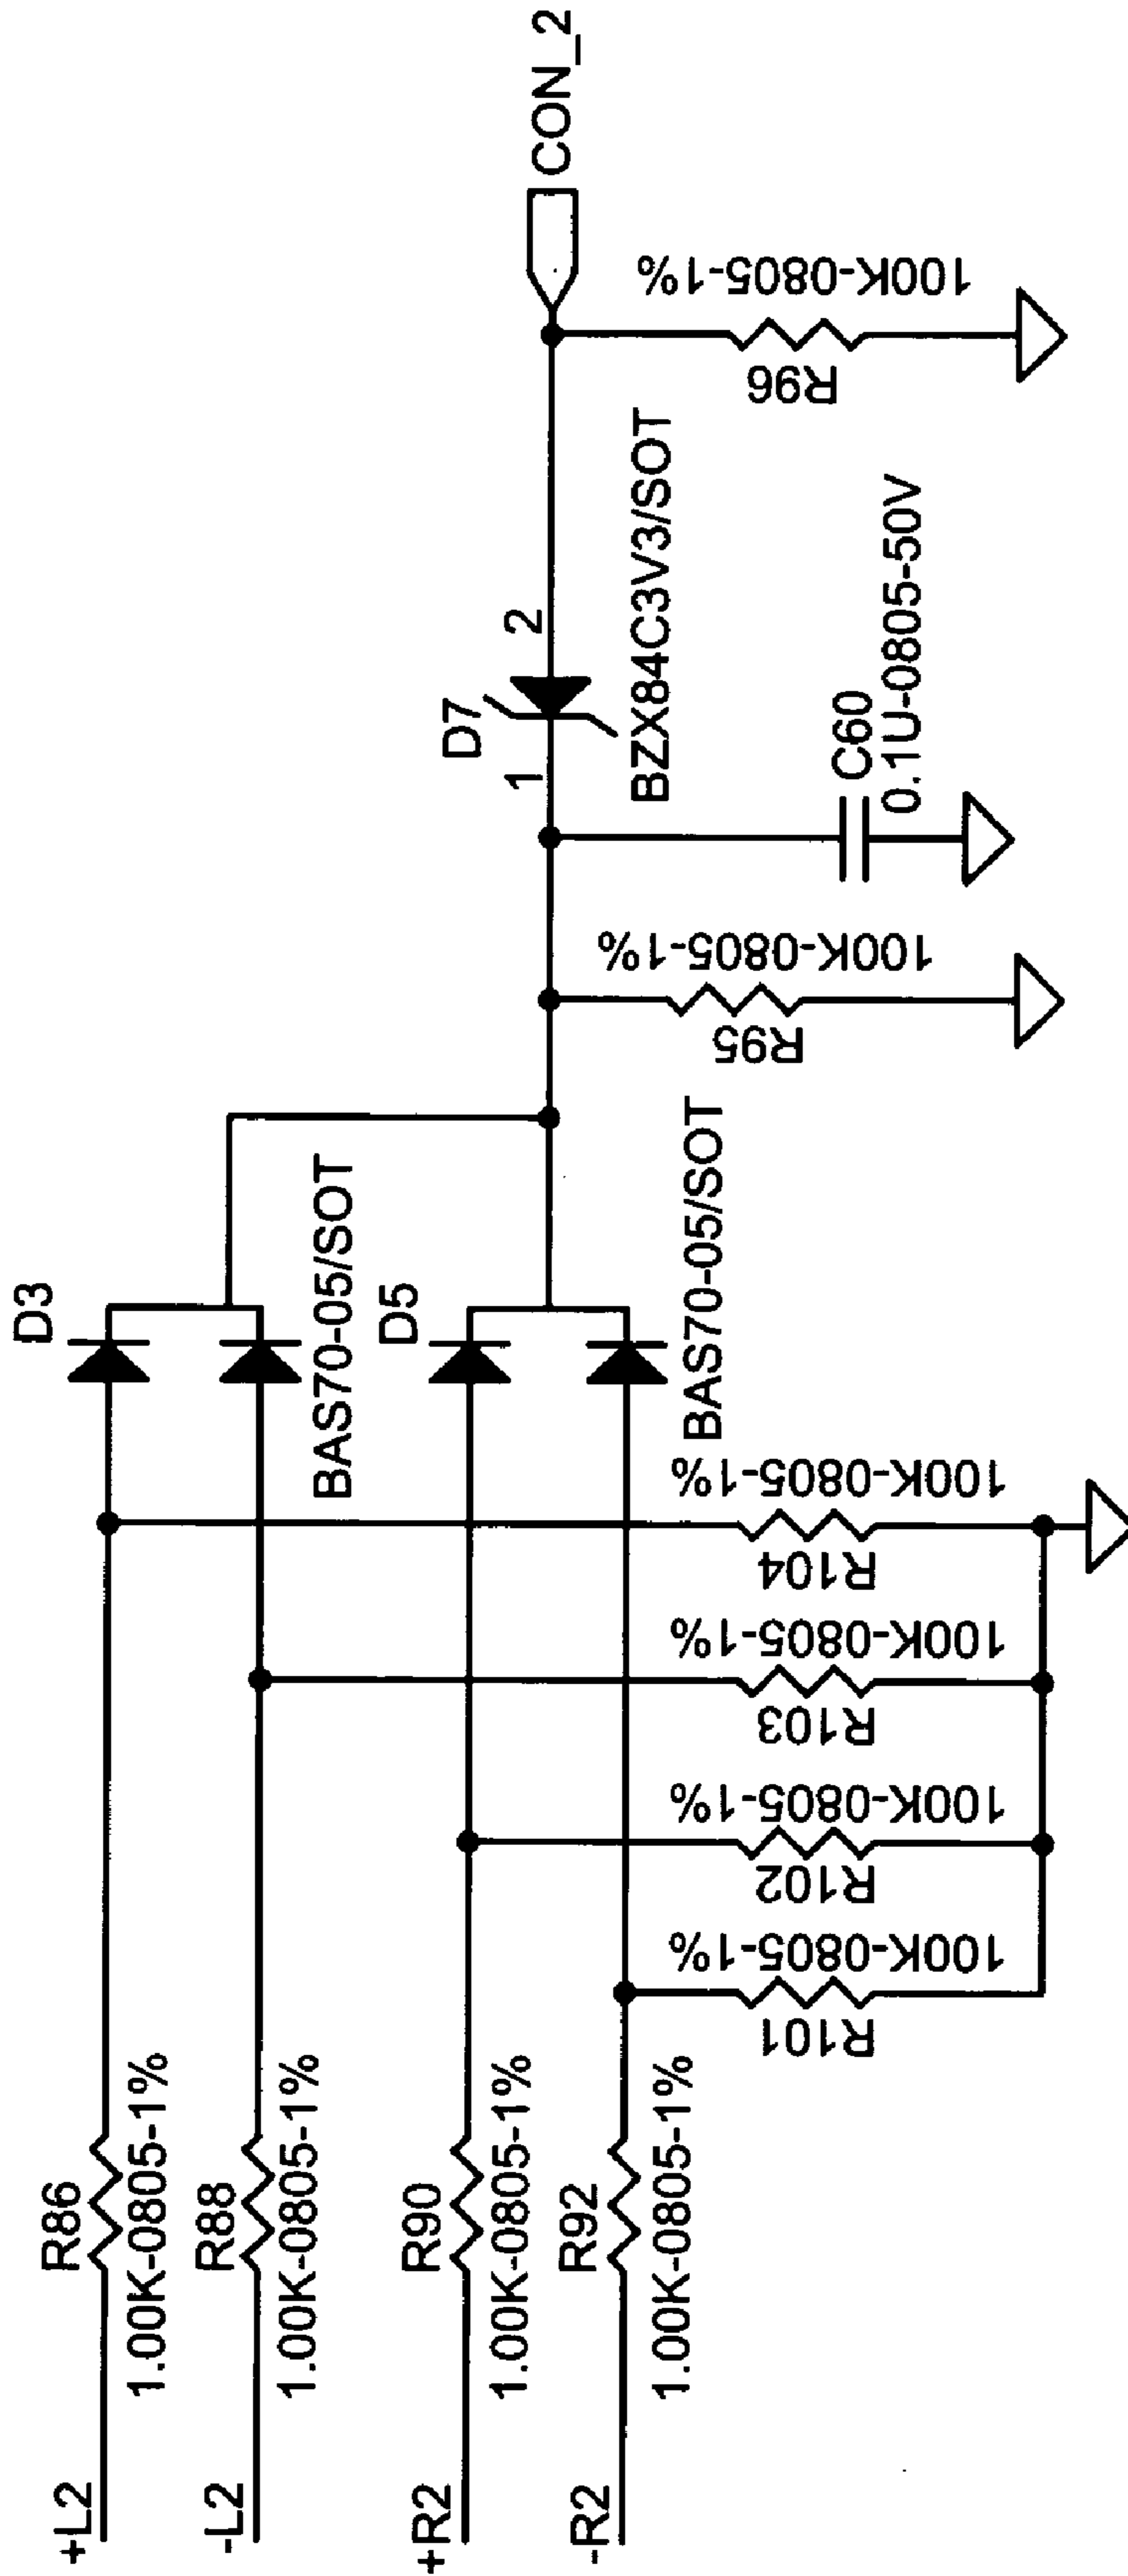 +L2
R86
1.00K-0805-1%
-L2
R88
1.00K-0805-1%
+R2
R90
1.00K-0805-1%
-R2
R92
1.00K-0805-1%
R101
100K-0805-1%
R102
100K-0805-1%
R103
100K-0805-1%
R104
100K-0805-1%
D3
BAS70-05/SOT
D5
BAS70-05/SOT
R95
100K-0805-1%
C60
0.1U-0805-50V
D7
1
2
BZX84C3V3/SOT
R96
100K-0805-1%
CON_2